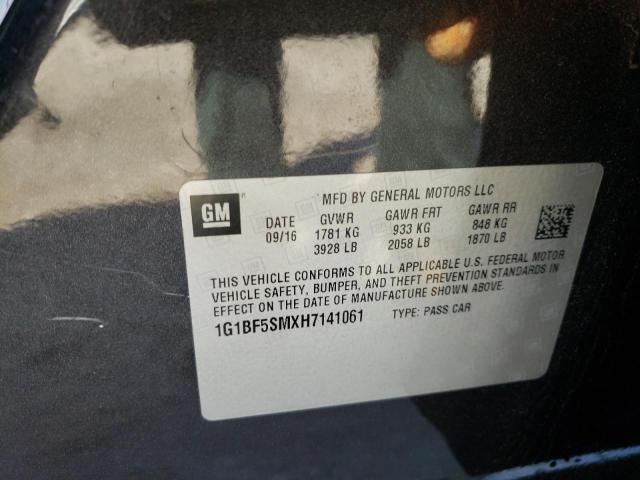 GM
MFD BY GENERAL MOTORS LLC
DATE GVWR GAWR FRT GAWR RR
09/16 1781 KG 933 KG 848 KG
3928 LB 2058 LB 1870 LB
THIS VEHICLE CONFORMS TO ALL APPLICABLE U.S. FEDERAL MOTOR
VEHICLE SAFETY, BUMPER, AND THEFT PREVENTION STANDARDS IN
EFFECT ON THE DATE OF MANUFACTURE SHOWN ABOVE.
1G1BF5SMXH7141061 TYPE: PASS CAR